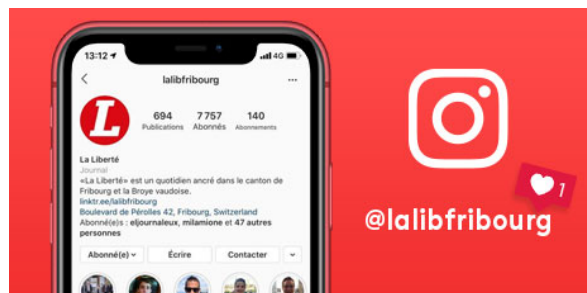 13:12
4G
lalibfribourg
...
L
694 7 757 140
Publications Abonnés Abonnements
La Liberté
Journal
«La Liberté» est un quotidien ancré dans le canton de
Fribourg et la Broye vaudoise.
linktr.ee/lalibfribourg
Boulevard de Pérolles 42, Fribourg, Switzerland
Abonné(e)s : eljournaleux, milamione et 47 autres
personnes
Abonné(e) Écrire Contacter
1
@lalibfribourg